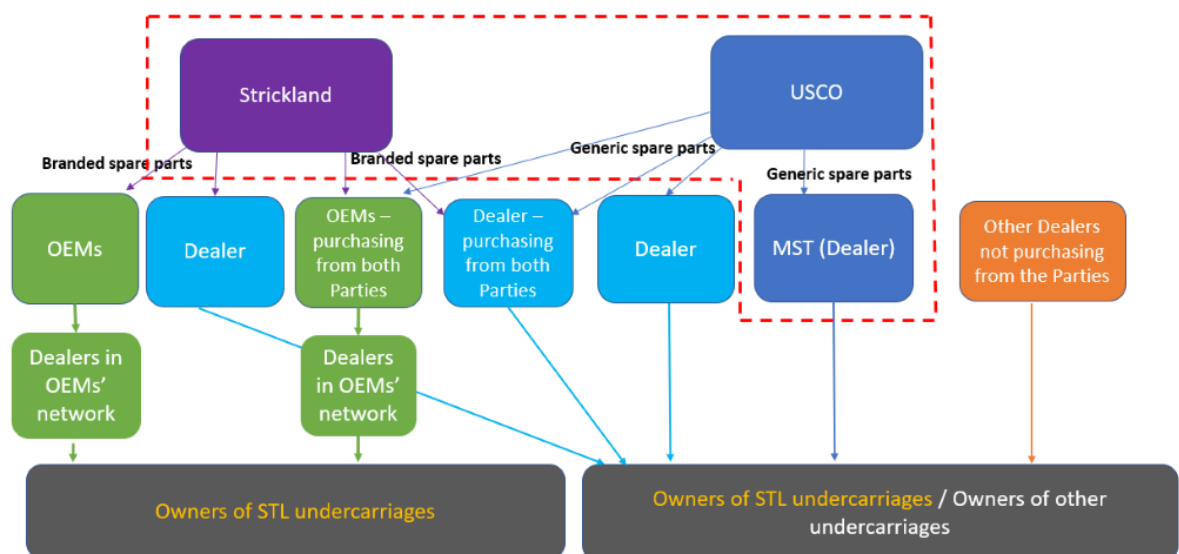 Strickland
USCO
Branded spare parts
Branded spare parts
Generic spare parts
Generic spare parts
OEMs
Dealer
OEMs –
purchasing
from both
Parties
Dealer –
purchasing
from both
Parties
Dealer
MST (Dealer)
Other Dealers
not purchasing
from the Parties
Dealers in
OEMs'
network
Dealers
in OEMs'
network
Owners of STL undercarriages
Owners of STL undercarriages / Owners of other
undercarriages